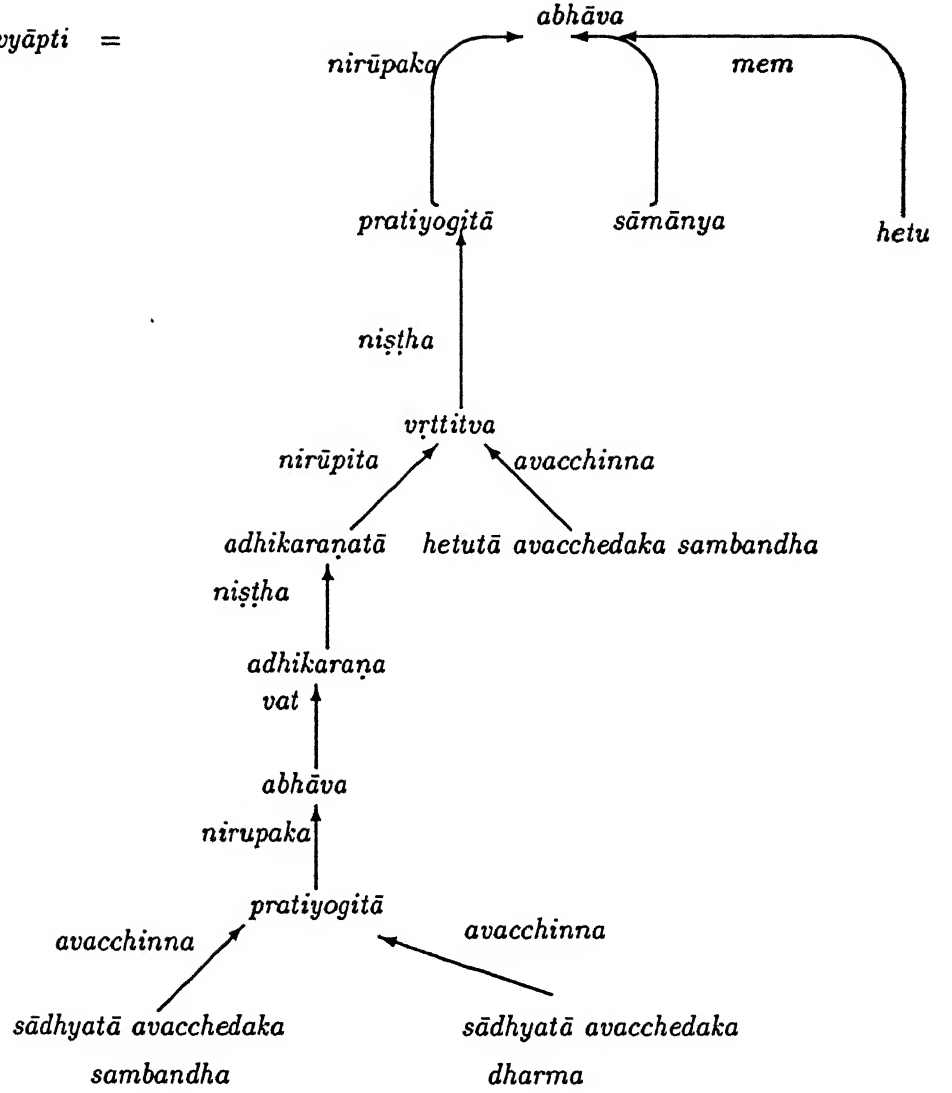 abhāva
vyāpti =
nirūpaka
mem
pratiyogitā
sāmānya
hetu
niṣṭha
vṛttitva
nirūpita
avacchinna
adhikaraṇatā
hetutā avacchedaka sambandha
niṣṭha
adhikaraṇa
vat
abhāva
nirupaka
pratiyogitā
avacchinna
avacchinna
sādhyatā avacchedaka
sambandha
sādhyatā avacchedaka
dharma